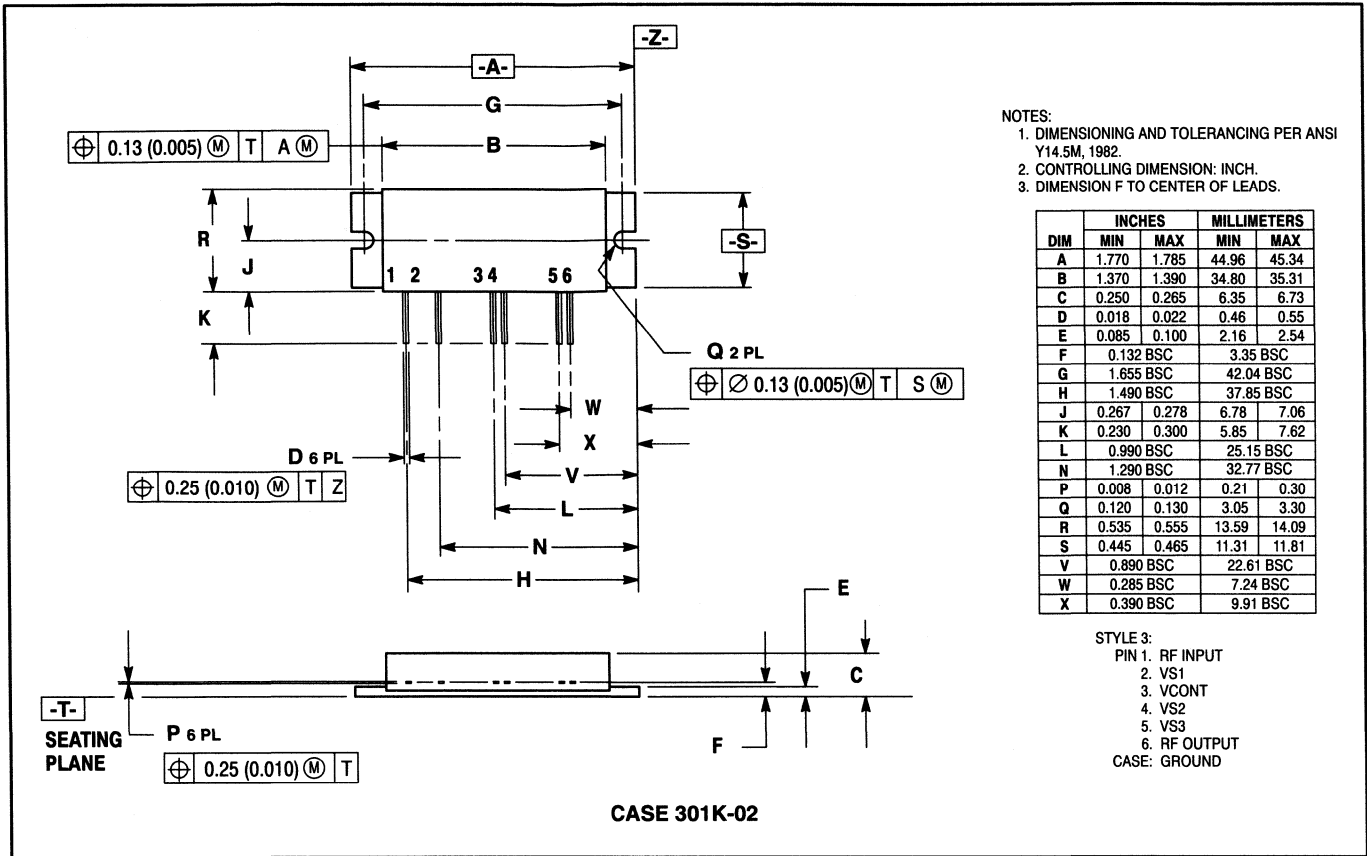 -Z-
-A-
G
⌖ 0.13 (0.005) Ⓜ T A Ⓜ
B
R
J
-S-
1 2 3 4 5 6
K
Q 2 PL
⌖ Ø 0.13 (0.005) Ⓜ T S Ⓜ
W
X
D 6 PL
V
⌖ 0.25 (0.010) Ⓜ T Z
L
N
H
E
C
-T-
SEATING
PLANE
P 6 PL
F
⌖ 0.25 (0.010) Ⓜ T
NOTES:
1. DIMENSIONING AND TOLERANCING PER ANSI
Y14.5M, 1982.
2. CONTROLLING DIMENSION: INCH.
3. DIMENSION F TO CENTER OF LEADS.
INCHES MILLIMETERS
DIM MIN MAX MIN MAX
A 1.770 1.785 44.96 45.34
B 1.370 1.390 34.80 35.31
C 0.250 0.265 6.35 6.73
D 0.018 0.022 0.46 0.55
E 0.085 0.100 2.16 2.54
F 0.132 BSC 3.35 BSC
G 1.655 BSC 42.04 BSC
H 1.490 BSC 37.85 BSC
J 0.267 0.278 6.78 7.06
K 0.230 0.300 5.85 7.62
L 0.990 BSC 25.15 BSC
N 1.290 BSC 32.77 BSC
P 0.008 0.012 0.21 0.30
Q 0.120 0.130 3.05 3.30
R 0.535 0.555 13.59 14.09
S 0.445 0.465 11.31 11.81
V 0.890 BSC 22.61 BSC
W 0.285 BSC 7.24 BSC
X 0.390 BSC 9.91 BSC
STYLE 3:
PIN 1. RF INPUT
2. VS1
3. VCONT
4. VS2
5. VS3
6. RF OUTPUT
CASE: GROUND
CASE 301K-02